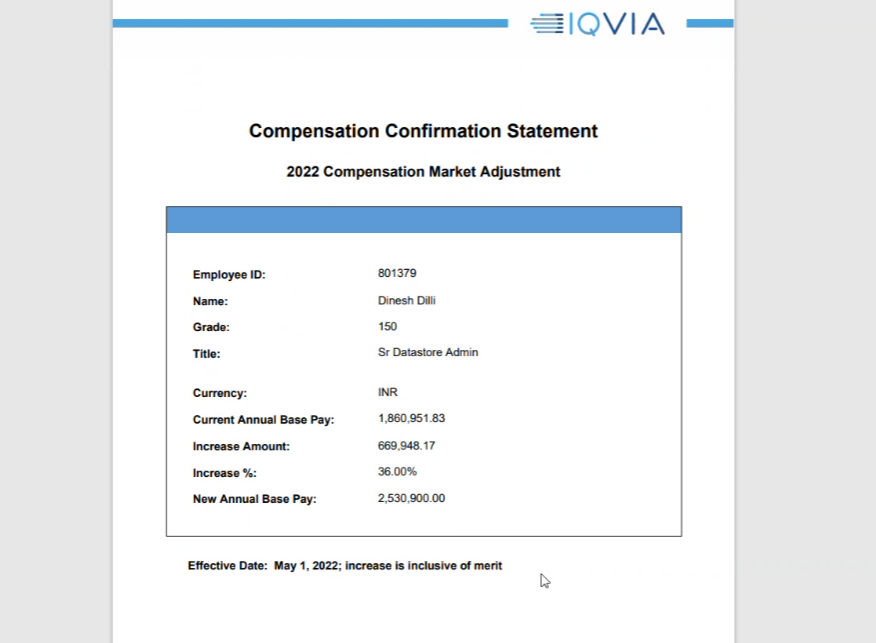 IQVIA
Compensation Confirmation Statement
2022 Compensation Market Adjustment
Employee ID: 801379
Name: Dinesh Dilli
Grade: 150
Title: Sr Datastore Admin
Currency: INR
Current Annual Base Pay: 1,860,951.83
Increase Amount: 669,948.17
Increase %: 36.00%
New Annual Base Pay: 2,530,900.00
Effective Date: May 1, 2022; increase is inclusive of merit